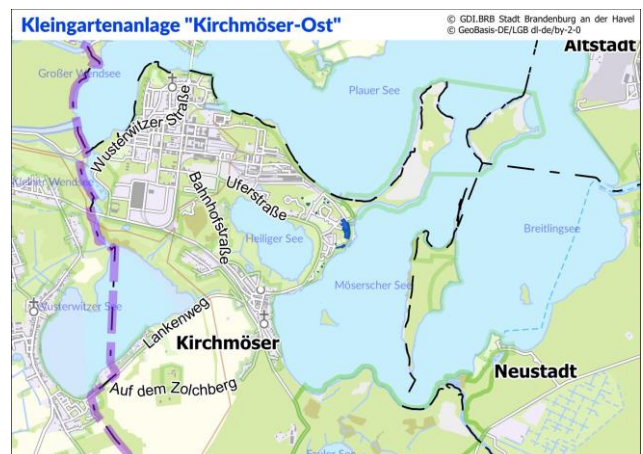 Kleingartenanlage "Kirchmöser-Ost"
© GDI.BRB Stadt Brandenburg an der Havel
© GeoBasis-DE/LGB dl-de/by-2-0
Altstadt
Großer Wendsee
Plauer See
Wusterwitzer Straße
Kleiner Wendsee
Uferstraße
Bahnhofstraße
Heiliger See
Breitlingsee
Möserscher See
Wusterwitzer See
Lankenweg
Kirchmöser
Neustadt
Auf dem Zolchberg